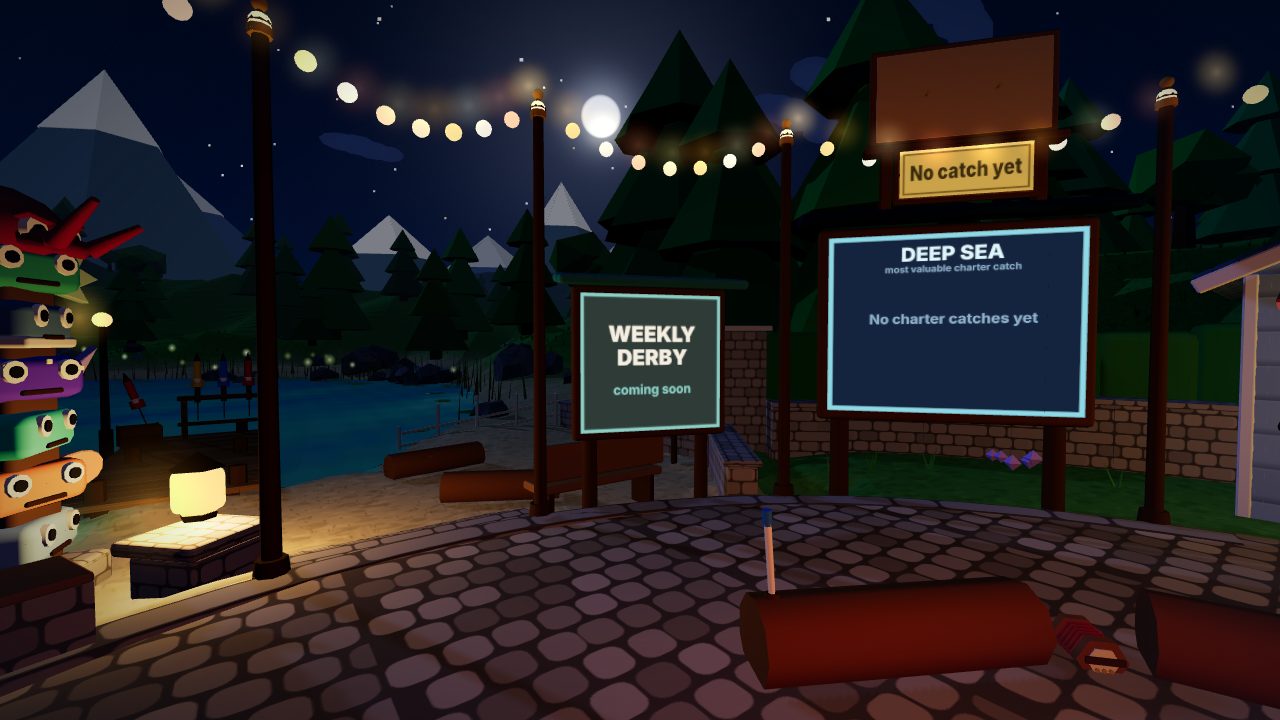 No catch yet
DEEP SEA
most valuable charter catch
No charter catches yet
WEEKLY
DERBY
coming soon